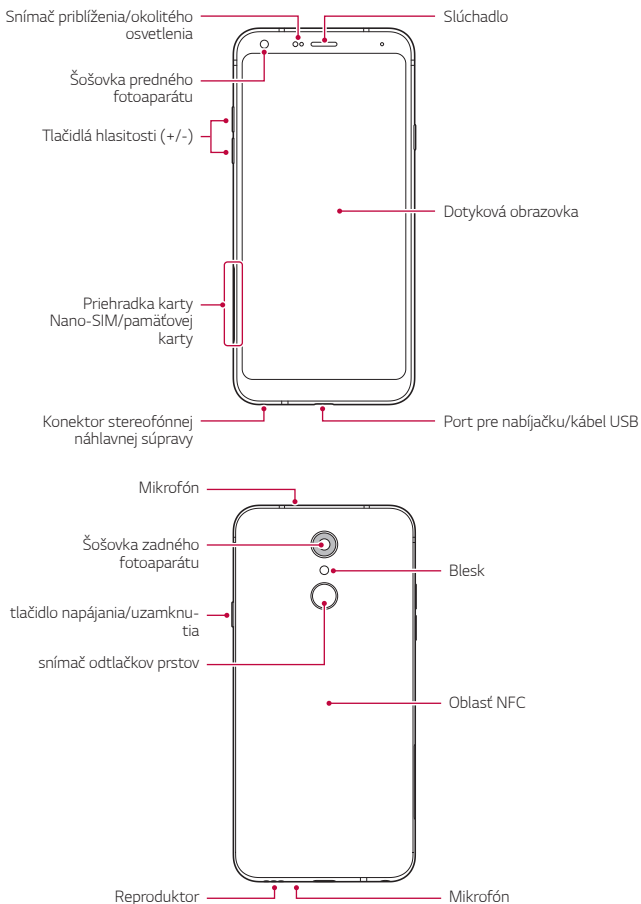 Snímač priblíženia/okolitého
osvetlenia
Slúchadlo
Šošovka predného
fotoaparátu
Tlačidlá hlasitosti (+/-)
Dotyková obrazovka
Priehradka karty
Nano-SIM/pamäťovej
karty
Konektor stereofónnej
náhlavnej súpravy
Port pre nabíjačku/kábel USB
Mikrofón
Šošovka zadného
fotoaparátu
Blesk
tlačidlo napájania/uzamknu-
tia
snímač odtlačkov prstov
Oblasť NFC
Reproduktor
Mikrofón